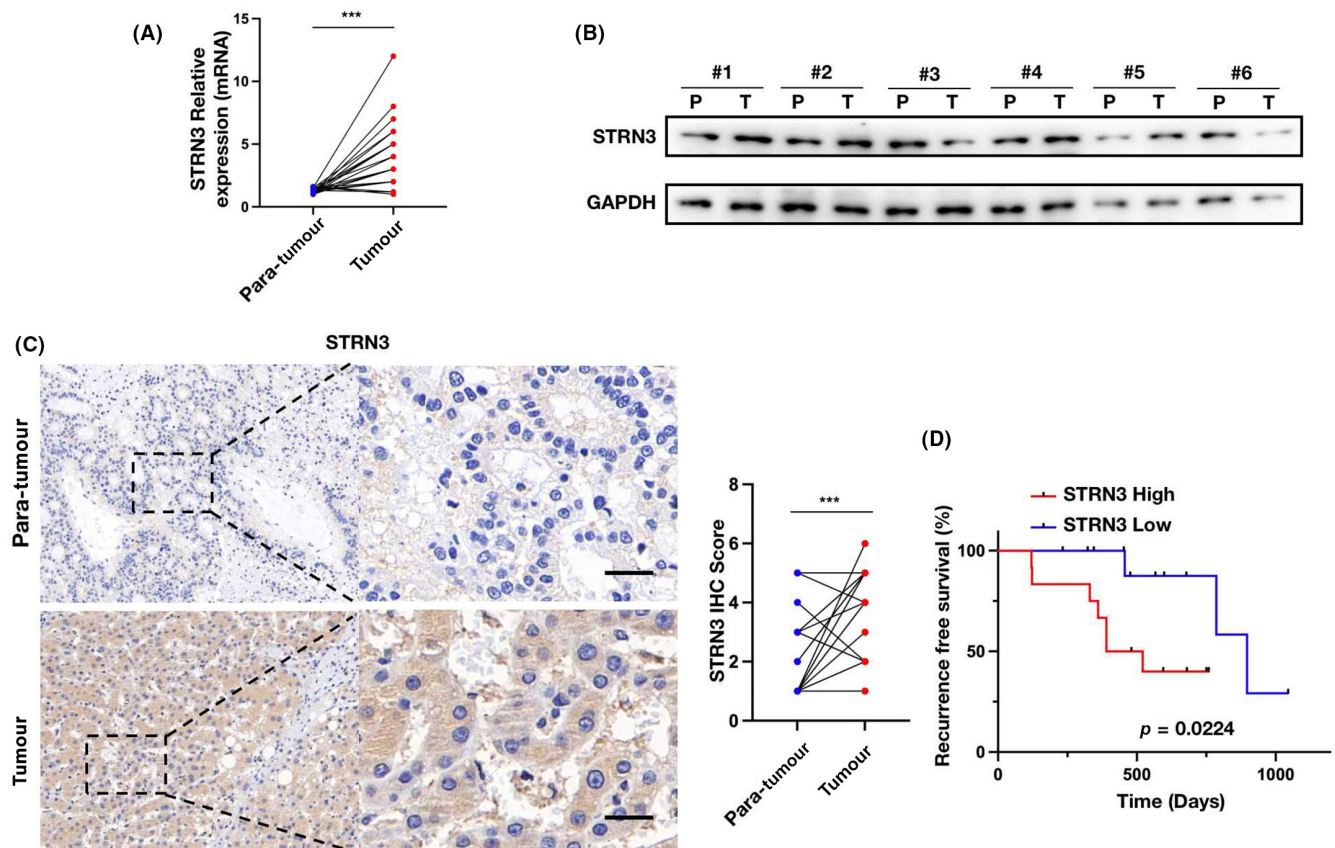 (A)
STRN3 Relative
expression (mRNA)
15
10
5
0
***
Para-tumour
Tumour
(B)
#1 #2 #3 #4 #5 #6
P T P T P T P T P T P T
STRN3
GAPDH
(C)
STRN3
Para-tumour
Tumour
STRN3 IHC Score
8
6
4
2
0
***
Para-tumour
Tumour
(D)
STRN3 High
STRN3 Low
Recurrence free survival (%)
100
50
0
p = 0.0224
0 500 1000
Time (Days)